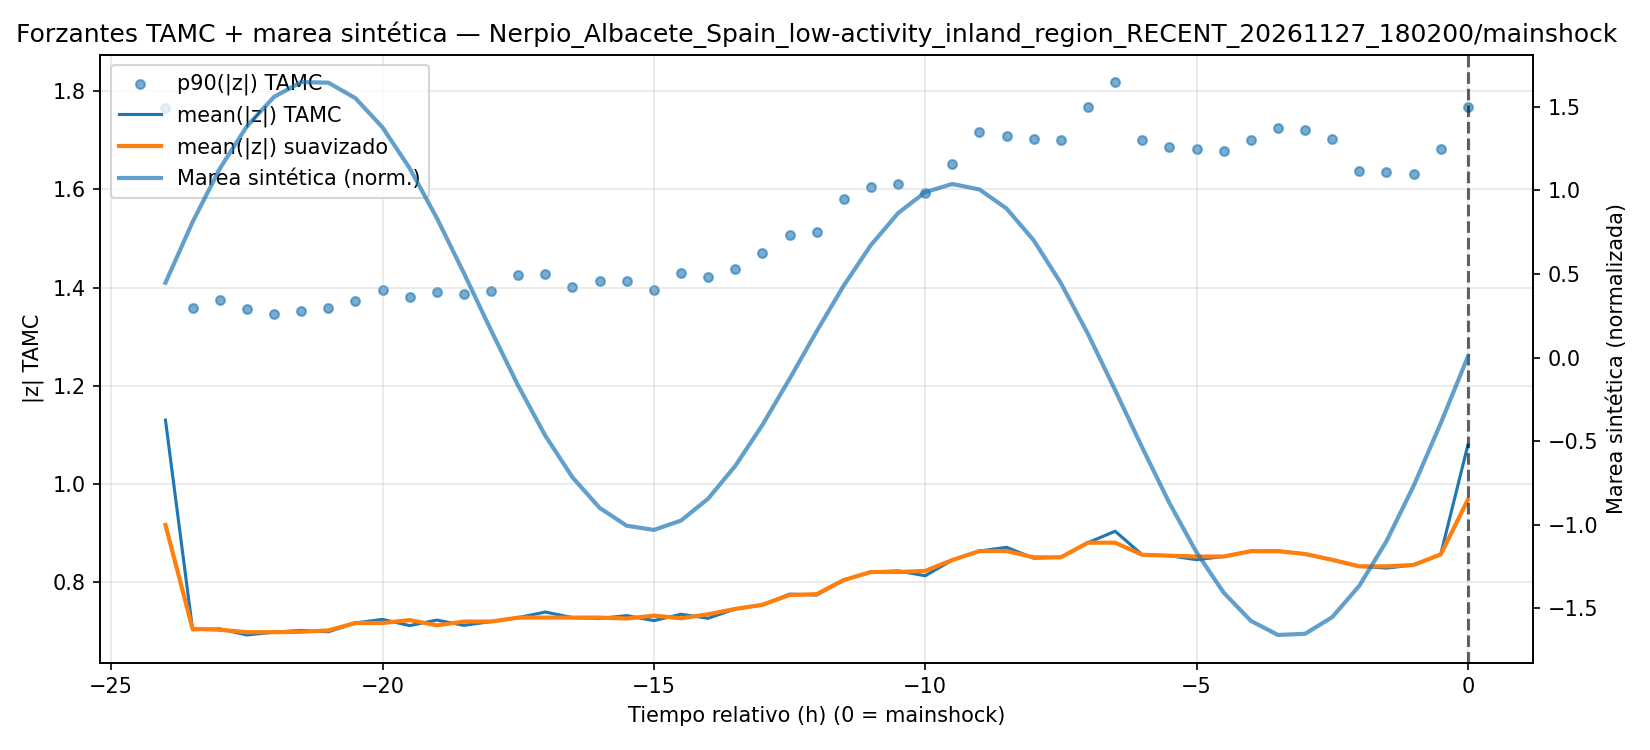 Forzantes TAMC + marea sintética — Nerpio_Albacete_Spain_low-activity_inland_region_RECENT_20261127_180200/mainshock
p90(|z|) TAMC
mean(|z|) TAMC
mean(|z|) suavizado
Marea sintética (norm.)
|z| TAMC
1.8
1.6
1.4
1.2
1.0
0.8
1.5
1.0
0.5
0.0
−0.5
−1.0
−1.5
Marea sintética (normalizada)
−25
−20
−15
−10
−5
0
Tiempo relativo (h) (0 = mainshock)